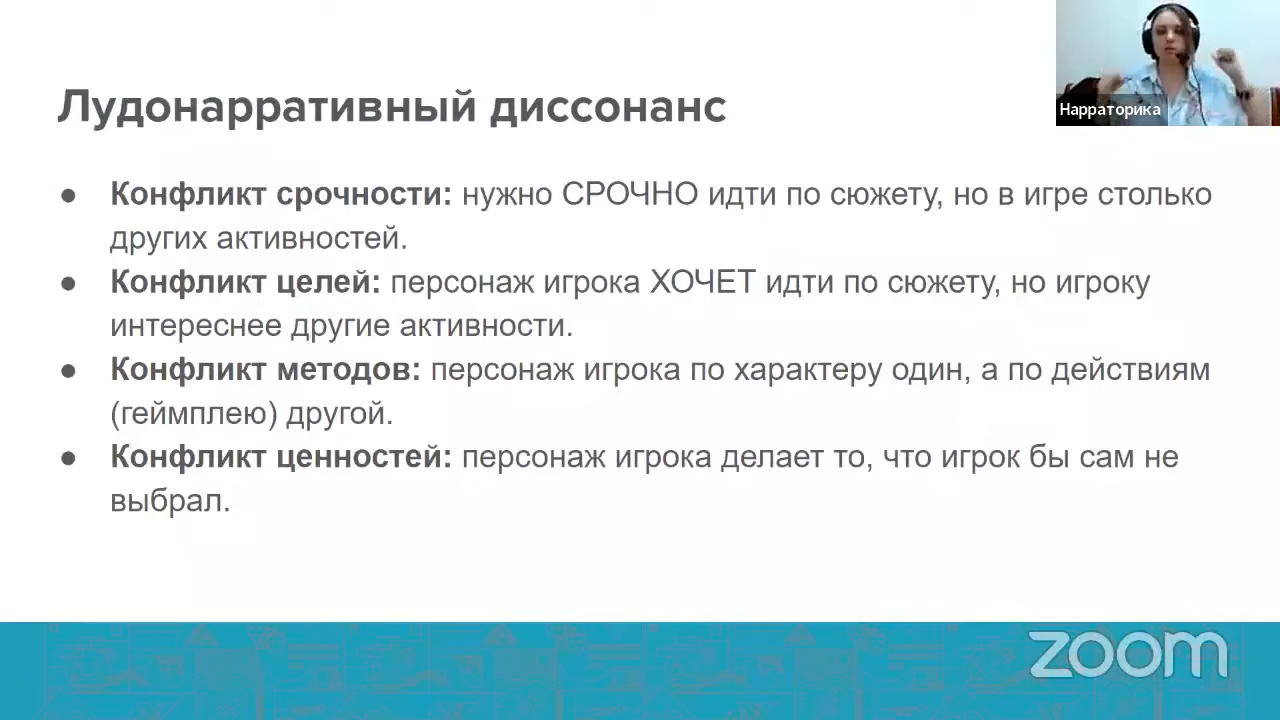 Нарраторика
Лудонарративный диссонанс
● Конфликт срочности: нужно СРОЧНО идти по сюжету, но в игре столько
других активностей.
● Конфликт целей: персонаж игрока ХОЧЕТ идти по сюжету, но игроку
интереснее другие активности.
● Конфликт методов: персонаж игрока по характеру один, а по действиям
(геймплею) другой.
● Конфликт ценностей: персонаж игрока делает то, что игрок бы сам не
выбрал.
zoom